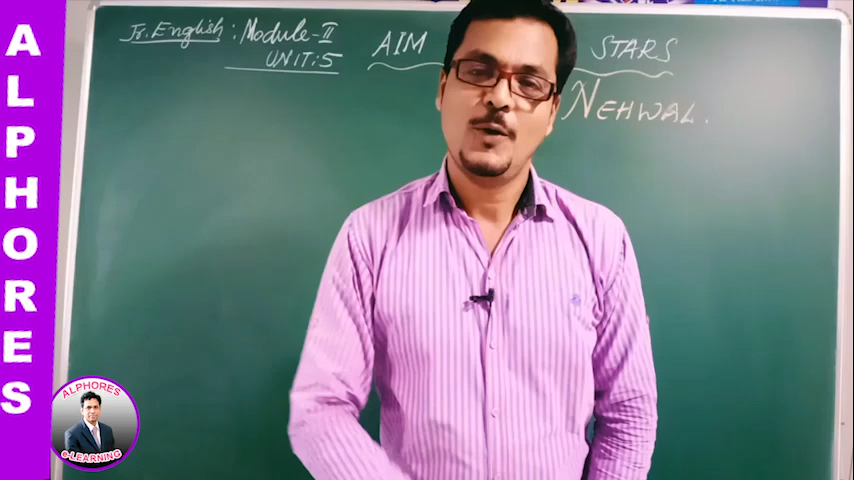 ALPHORES
Jr. English : Module-II
UNIT: 5
AIM STARS
NEHWAL.
ALPHORES
e-LEARNING